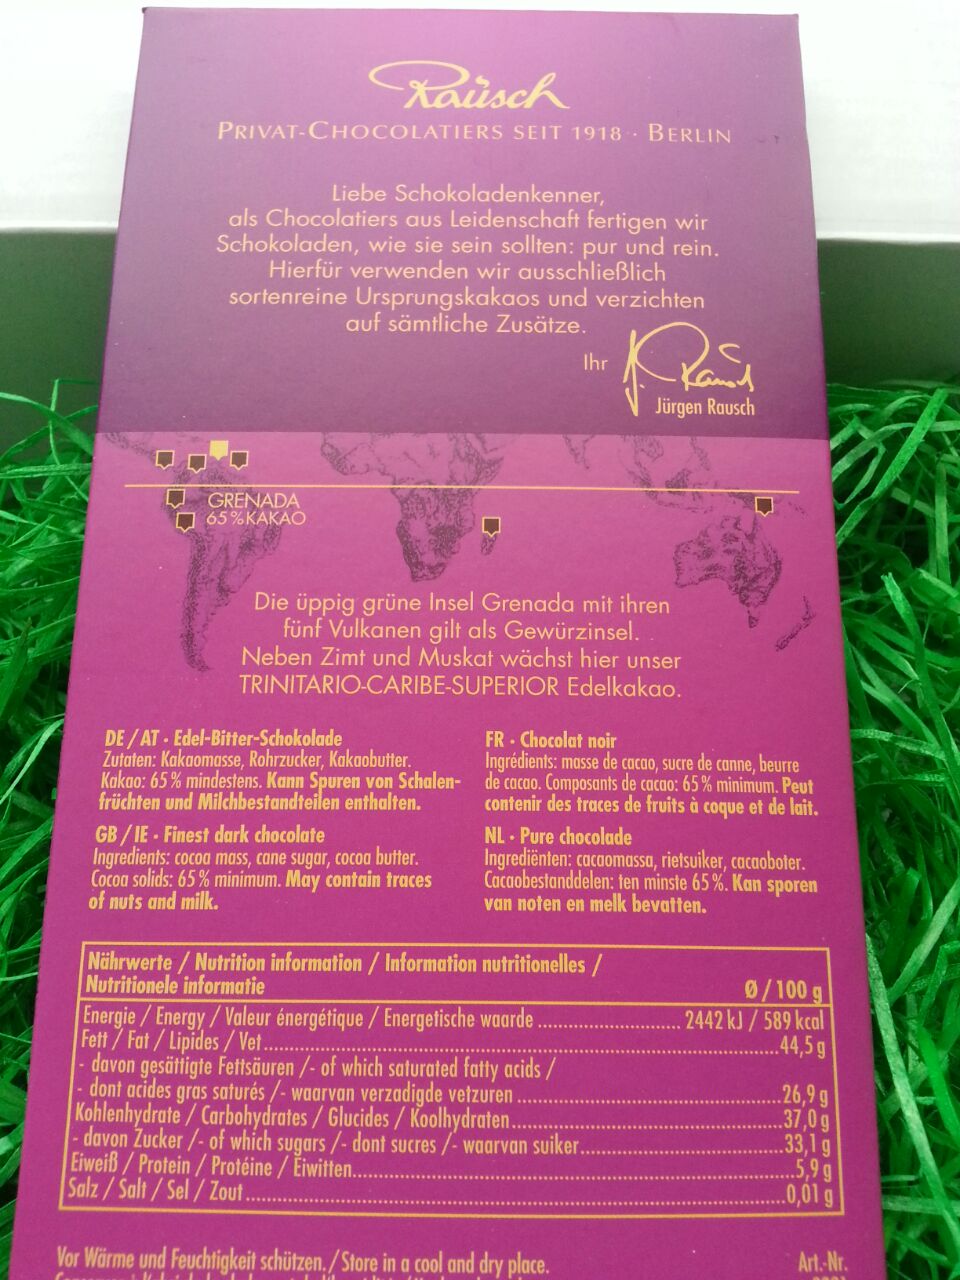 Rausch
PRIVAT-CHOCOLATIERS SEIT 1918 · BERLIN
Liebe Schokoladenkenner,
als Chocolatiers aus Leidenschaft fertigen wir
Schokoladen, wie sie sein sollten: pur und rein.
Hierfür verwenden wir ausschließlich
sortenreine Ursprungskakaos und verzichten
auf sämtliche Zusätze.
Ihr J. Rausch
Jürgen Rausch
GRENADA
65 % KAKAO
Die üppig grüne Insel Grenada mit ihren
fünf Vulkanen gilt als Gewürzinsel.
Neben Zimt und Muskat wächst hier unser
TRINITARIO-CARIBE-SUPERIOR Edelkakao.
DE / AT · Edel-Bitter-Schokolade
Zutaten: Kakaomasse, Rohrzucker, Kakaobutter.
Kakao: 65 % mindestens. Kann Spuren von Schalen-
früchten und Milchbestandteilen enthalten.
GB / IE · Finest dark chocolate
Ingredients: cocoa mass, cane sugar, cocoa butter.
Cocoa solids: 65 % minimum. May contain traces
of nuts and milk.
FR · Chocolat noir
Ingrédients: masse de cacao, sucre de canne, beurre
de cacao. Composants de cacao: 65 % minimum. Peut
contenir des traces de fruits à coque et de lait.
NL · Pure chocolade
Ingrediënten: cacaomassa, rietsuiker, cacaoboter.
Cacaobestanddelen: ten minste 65 %. Kan sporen
van noten en melk bevatten.
Nährwerte / Nutrition information / Information nutritionelles /
Nutritionele informatie Ø / 100 g
Energie / Energy / Valeur énergétique / Energetische waarde ........ 2442 kJ / 589 kcal
Fett / Fat / Lipides / Vet ........ 44,5 g
- davon gesättigte Fettsäuren /- of which saturated fatty acids /
- dont acides gras saturés /- waarvan verzadigde vetzuren ........ 26,9 g
Kohlenhydrate / Carbohydrates / Glucides / Koolhydraten ........ 37,0 g
- davon Zucker /- of which sugars /- dont sucres /- waarvan suiker ........ 33,1 g
Eiweiß / Protein / Protéine / Eiwitten ........ 5,9 g
Salz / Salt / Sel / Zout ........ 0,01 g
Vor Wärme und Feuchtigkeit schützen. / Store in a cool and dry place.
Art.-Nr.